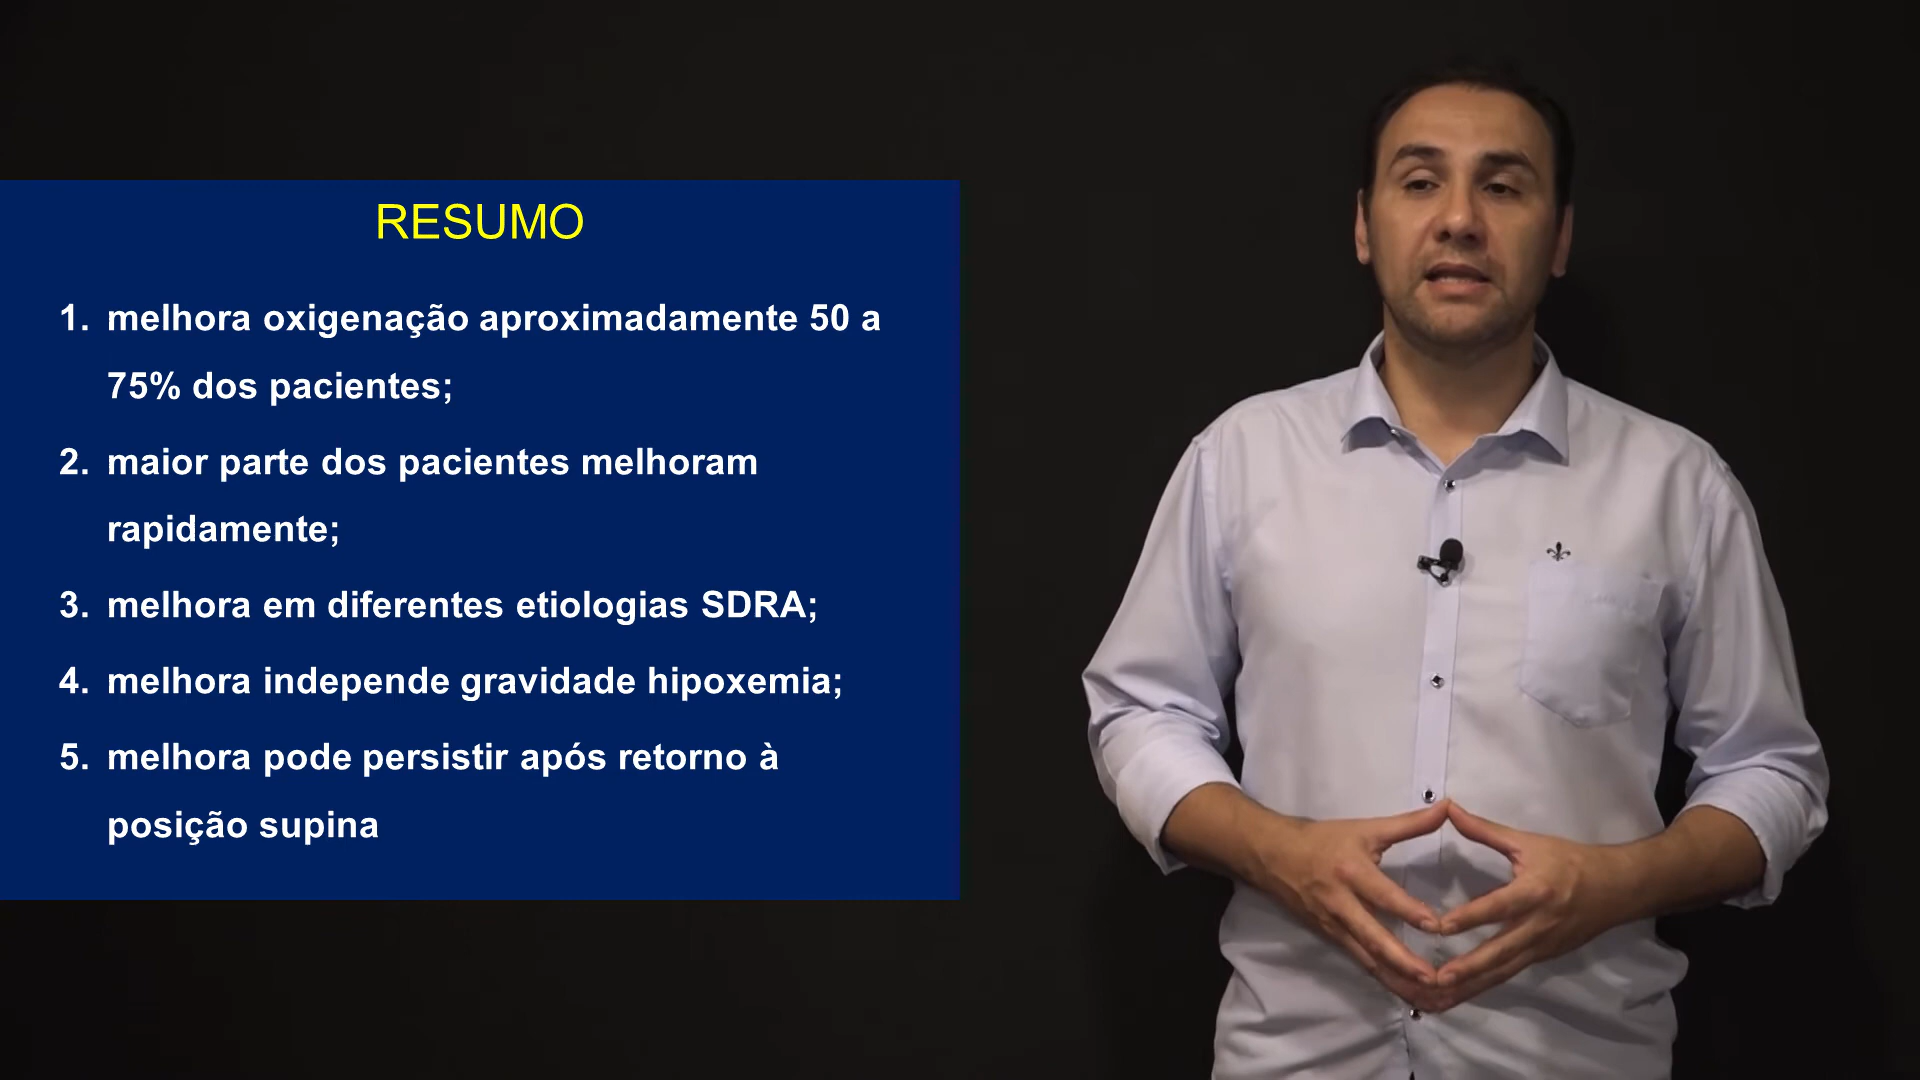 RESUMO
1. melhora oxigenação aproximadamente 50 a
75% dos pacientes;
2. maior parte dos pacientes melhoram
rapidamente;
3. melhora em diferentes etiologias SDRA;
4. melhora independe gravidade hipoxemia;
5. melhora pode persistir após retorno à
posição supina